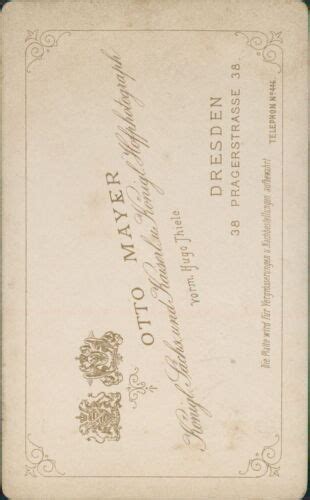 OTTO MAYER
Königl. Sächs. und Kaiserl. u. Königl. Hofphotograph
vorm. Hugo Thiele
DRESDEN
38 PRAGERSTRASSE 38.
TELEPHON No 446.
Die Platte wird für Vergrösserungen u. Nachbestellungen aufbewahrt